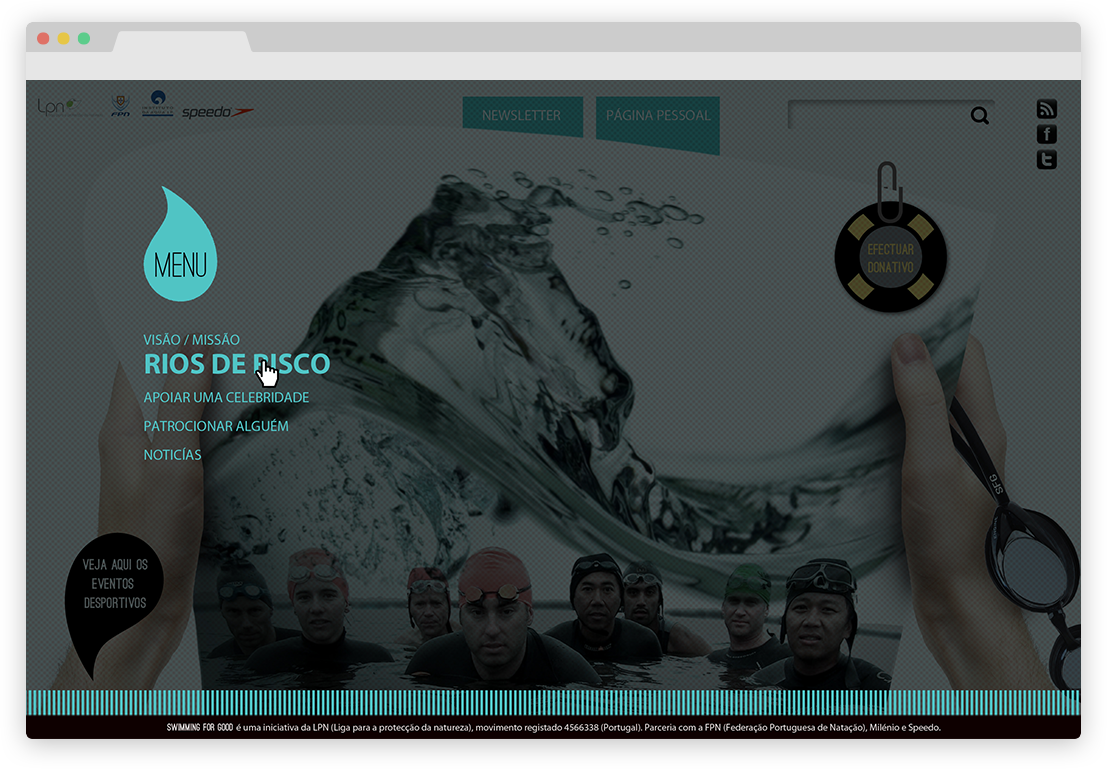 Lpn
FPN
speedo
NEWSLETTER
PÁGINA PESSOAL
MENU
EFECTUAR
DONATIVO
VISÃO / MISSÃO
RIOS DE RISCO
APOIAR UMA CELEBRIDADE
PATROCIONAR ALGUÉM
NOTICÍAS
SFG
VEJA AQUI OS
EVENTOS
DESPORTIVOS
SWIMMING FOR GOOD é uma iniciativa da LPN (Liga para a protecção da natureza), movimento registado 4566338 (Portugal). Parceria com a FPN (Federação Portuguesa de Natação), Milénio e Speedo.